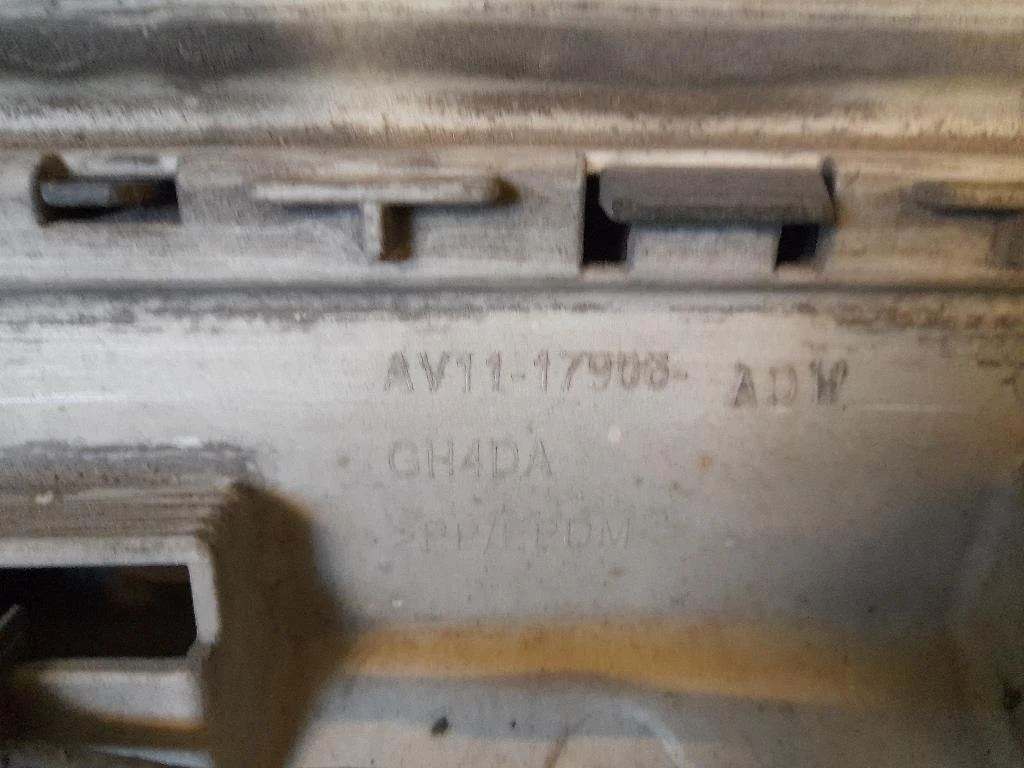 AV11-17908- ADW
GH4DA
>PP/EPDM